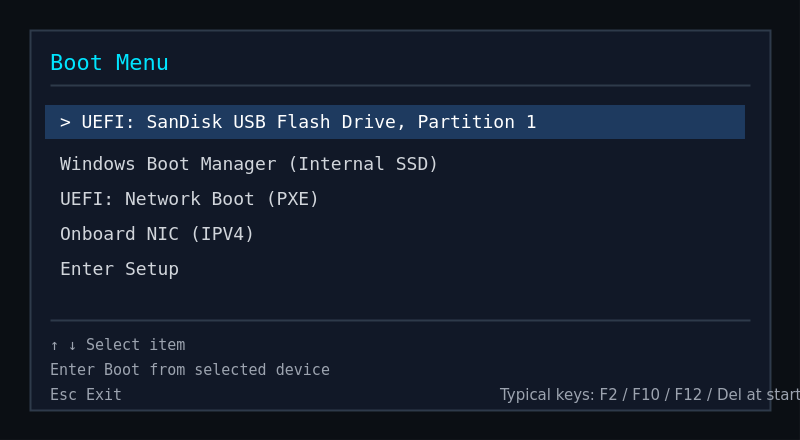 Boot Menu
> UEFI: SanDisk USB Flash Drive, Partition 1
Windows Boot Manager (Internal SSD)
UEFI: Network Boot (PXE)
Onboard NIC (IPV4)
Enter Setup
↑ ↓ Select item
Enter Boot from selected device
Esc Exit
Typical keys: F2 / F10 / F12 / Del at start